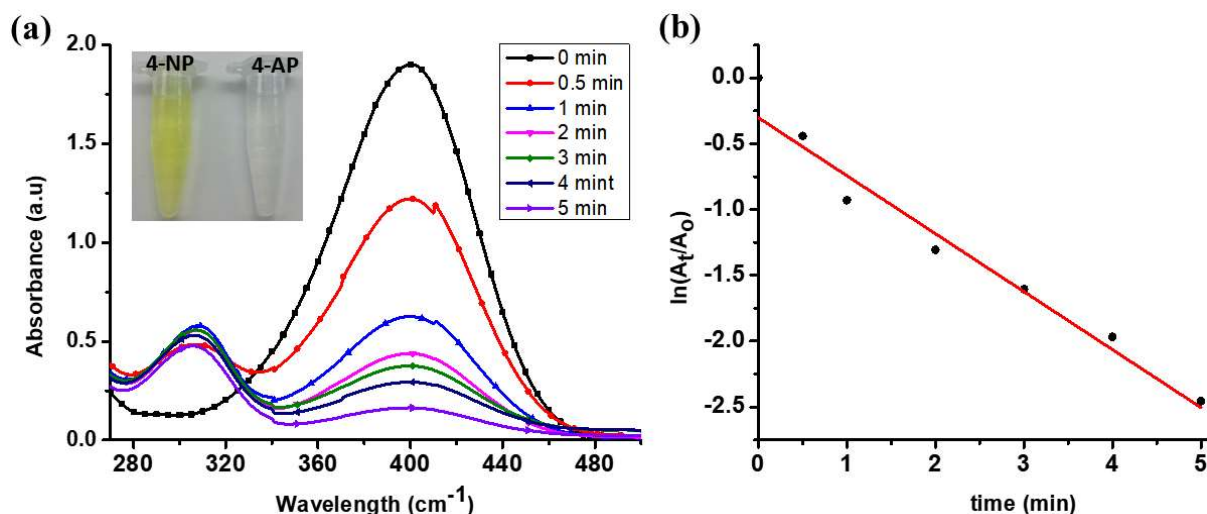 (a)
2.0
1.5
1.0
0.5
0.0
Absorbance (a.u)
280 320 360 400 440 480
Wavelength (cm⁻¹)
4-NP 4-AP
0 min
0.5 min
1 min
2 min
3 min
4 mint
5 min
(b)
0.0
-0.5
-1.0
-1.5
-2.0
-2.5
ln(Aₜ/Aₒ)
0 1 2 3 4 5
time (min)